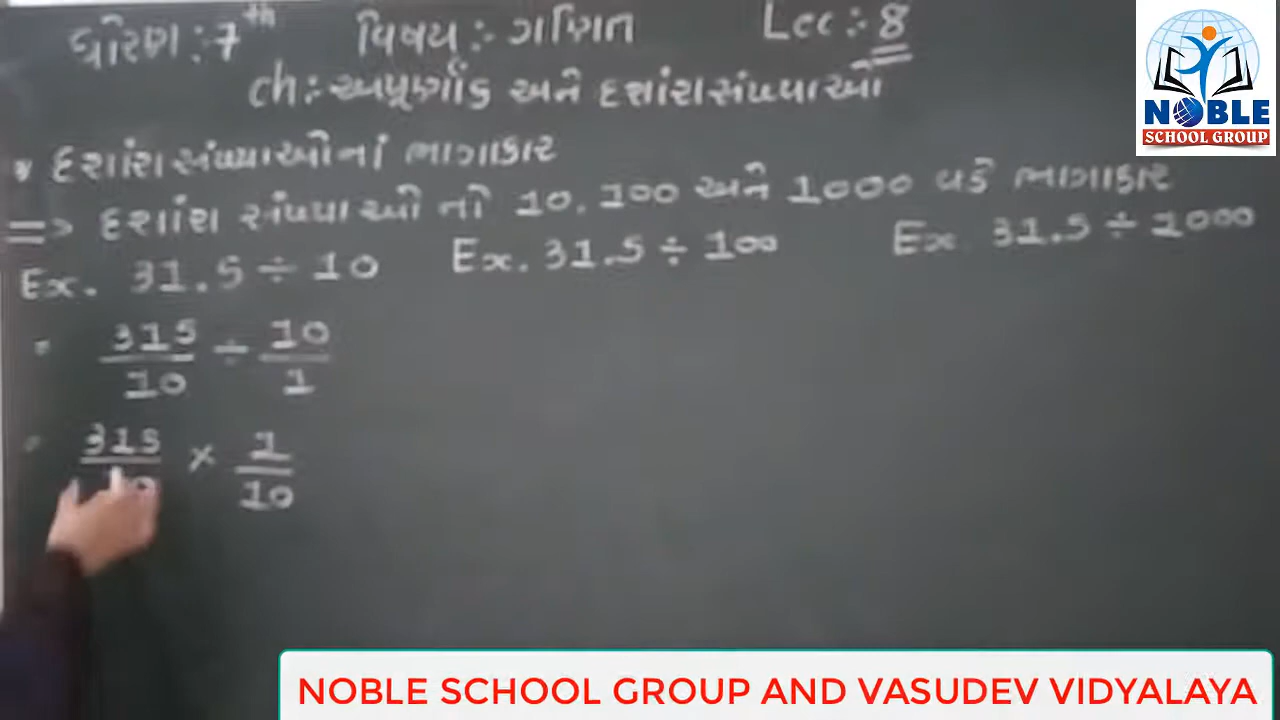 ધોરણ :- 7th વિષય :- ગણિત Lec :- 8
ch :- અપૂર્ણાંક અને દશાંશ સંખ્યાઓ
* દશાંશ સંખ્યાઓનાં ભાગાકાર
=> દશાંશ સંખ્યાઓ નો 10, 100 અને 1000 વડે ભાગાકાર
Ex. 31.5 ÷ 10 Ex. 31.5 ÷ 100 Ex. 31.5 ÷ 1000
= 315/10 ÷ 10/1
= 315/10 × 1/10
NOBLE
SCHOOL GROUP
NOBLE SCHOOL GROUP AND VASUDEV VIDYALAYA